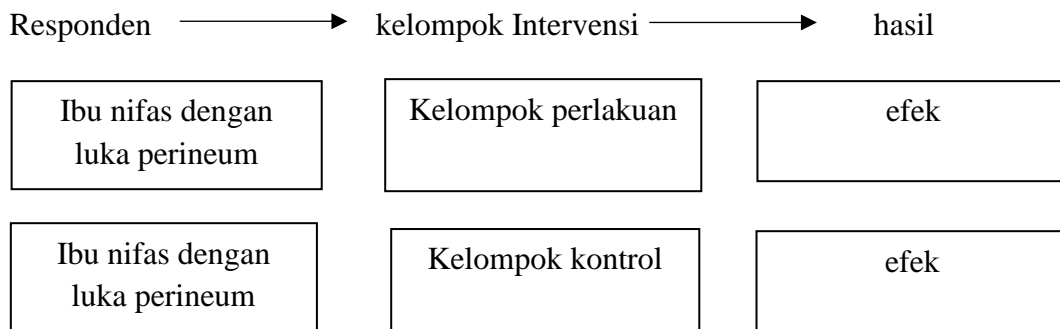 Responden kelompok Intervensi hasil
Ibu nifas dengan
luka perineum
Kelompok perlakuan
efek
Ibu nifas dengan
luka perineum
Kelompok kontrol
efek